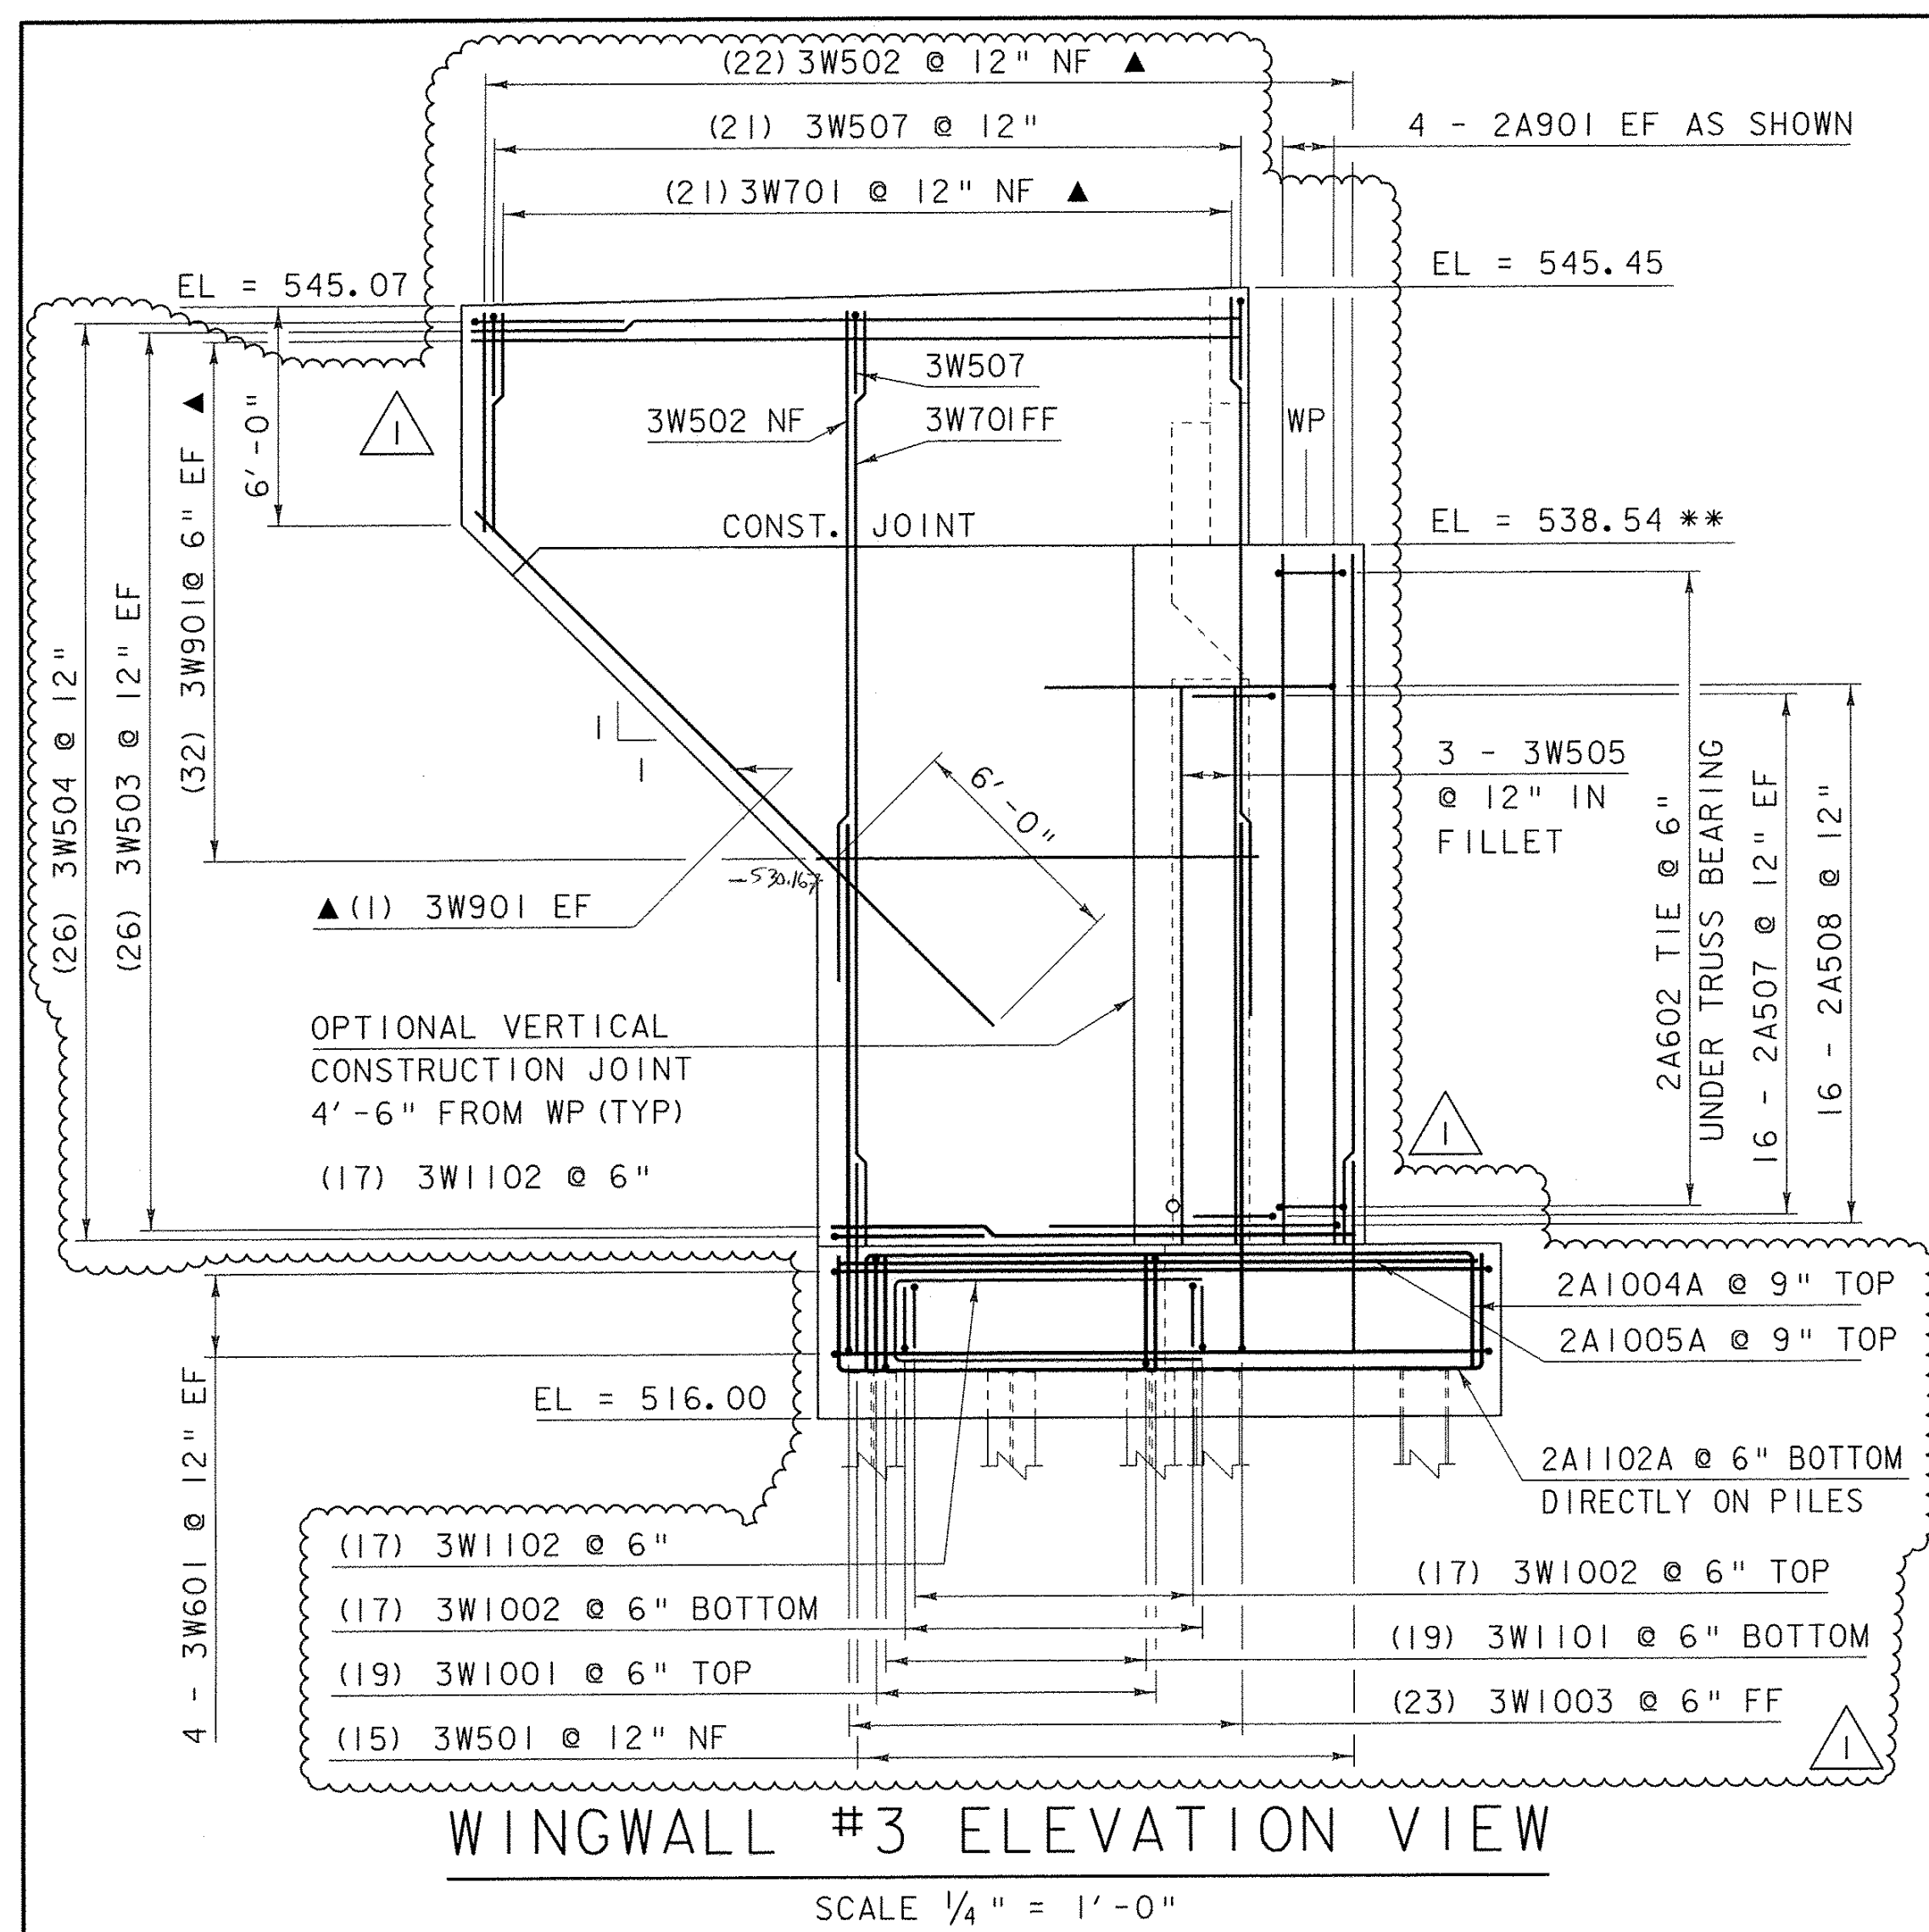 (22) 3W502 @ 12" NF ▲
(21) 3W507 @ 12"
4 - 2A901 EF AS SHOWN
(21) 3W701 @ 12" NF ▲
EL = 545.07
EL = 545.45
3W507
3W502 NF
3W701FF
WP
1
6'-0"
CONST. JOINT
EL = 538.54 **
(26) 3W504 @ 12"
(26) 3W503 @ 12" EF
(32) 3W901@ 6" EF ▲
1
1
6'-0"
3 - 3W505
@ 12" IN
FILLET
2A602 TIE @ 6"
UNDER TRUSS BEARING
16 - 2A507 @ 12" EF
16 - 2A508 @ 12"
530.167
▲(1) 3W901 EF
OPTIONAL VERTICAL
CONSTRUCTION JOINT
4'-6" FROM WP (TYP)
1
(17) 3W1102 @ 6"
2A1004A @ 9" TOP
2A1005A @ 9" TOP
EL = 516.00
4 - 3W601 @ 12" EF
2A1102A @ 6" BOTTOM
DIRECTLY ON PILES
(17) 3W1102 @ 6"
(17) 3W1002 @ 6" TOP
(17) 3W1002 @ 6" BOTTOM
(19) 3W1101 @ 6" BOTTOM
(19) 3W1001 @ 6" TOP
(23) 3W1003 @ 6" FF
(15) 3W501 @ 12" NF
1
WINGWALL #3 ELEVATION VIEW
SCALE 1/4" = 1'-0"